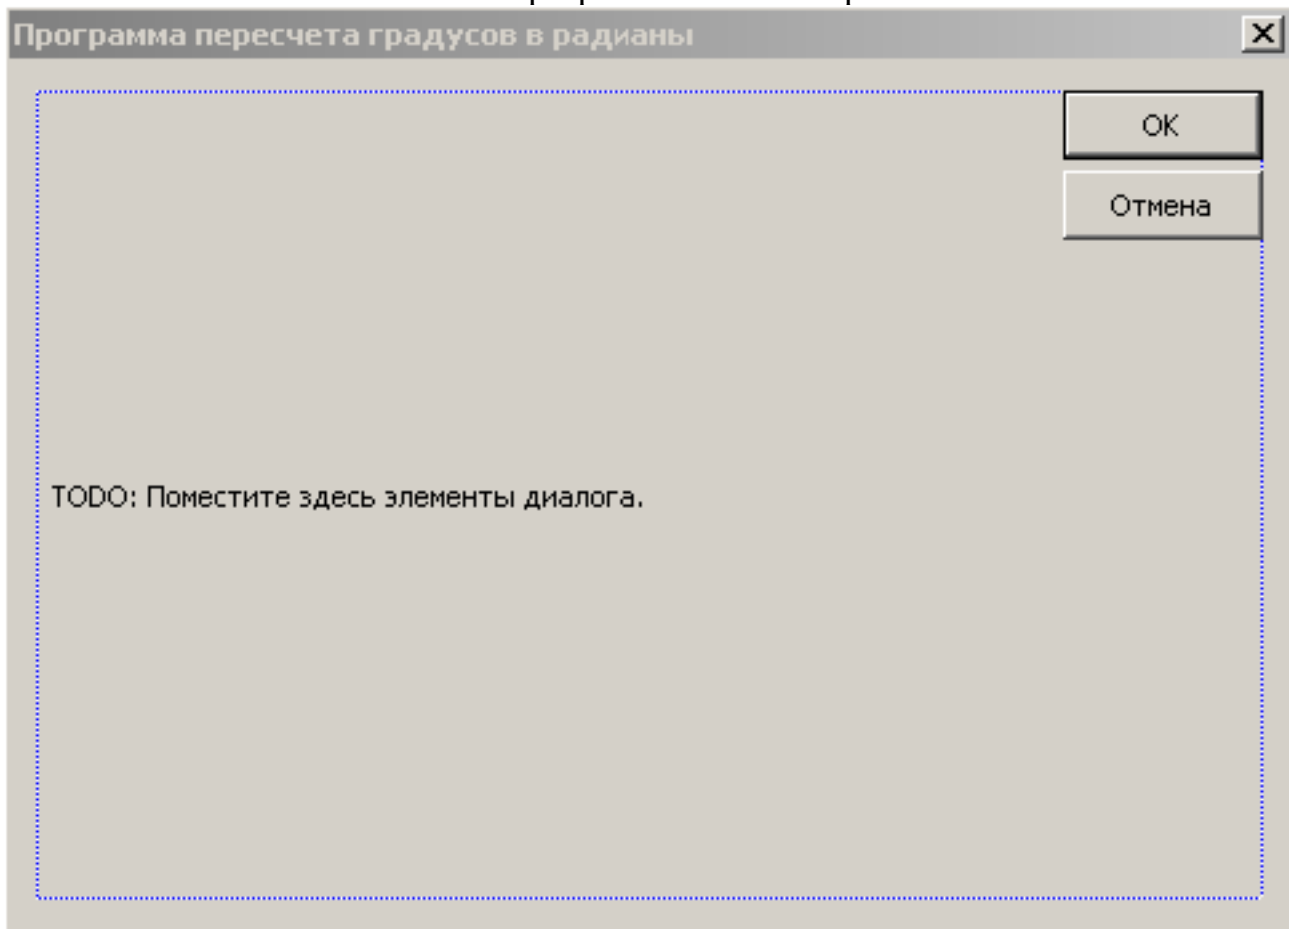 Программа пересчета градусов в радианы
OK
Отмена
TODO: Поместите здесь элементы диалога.